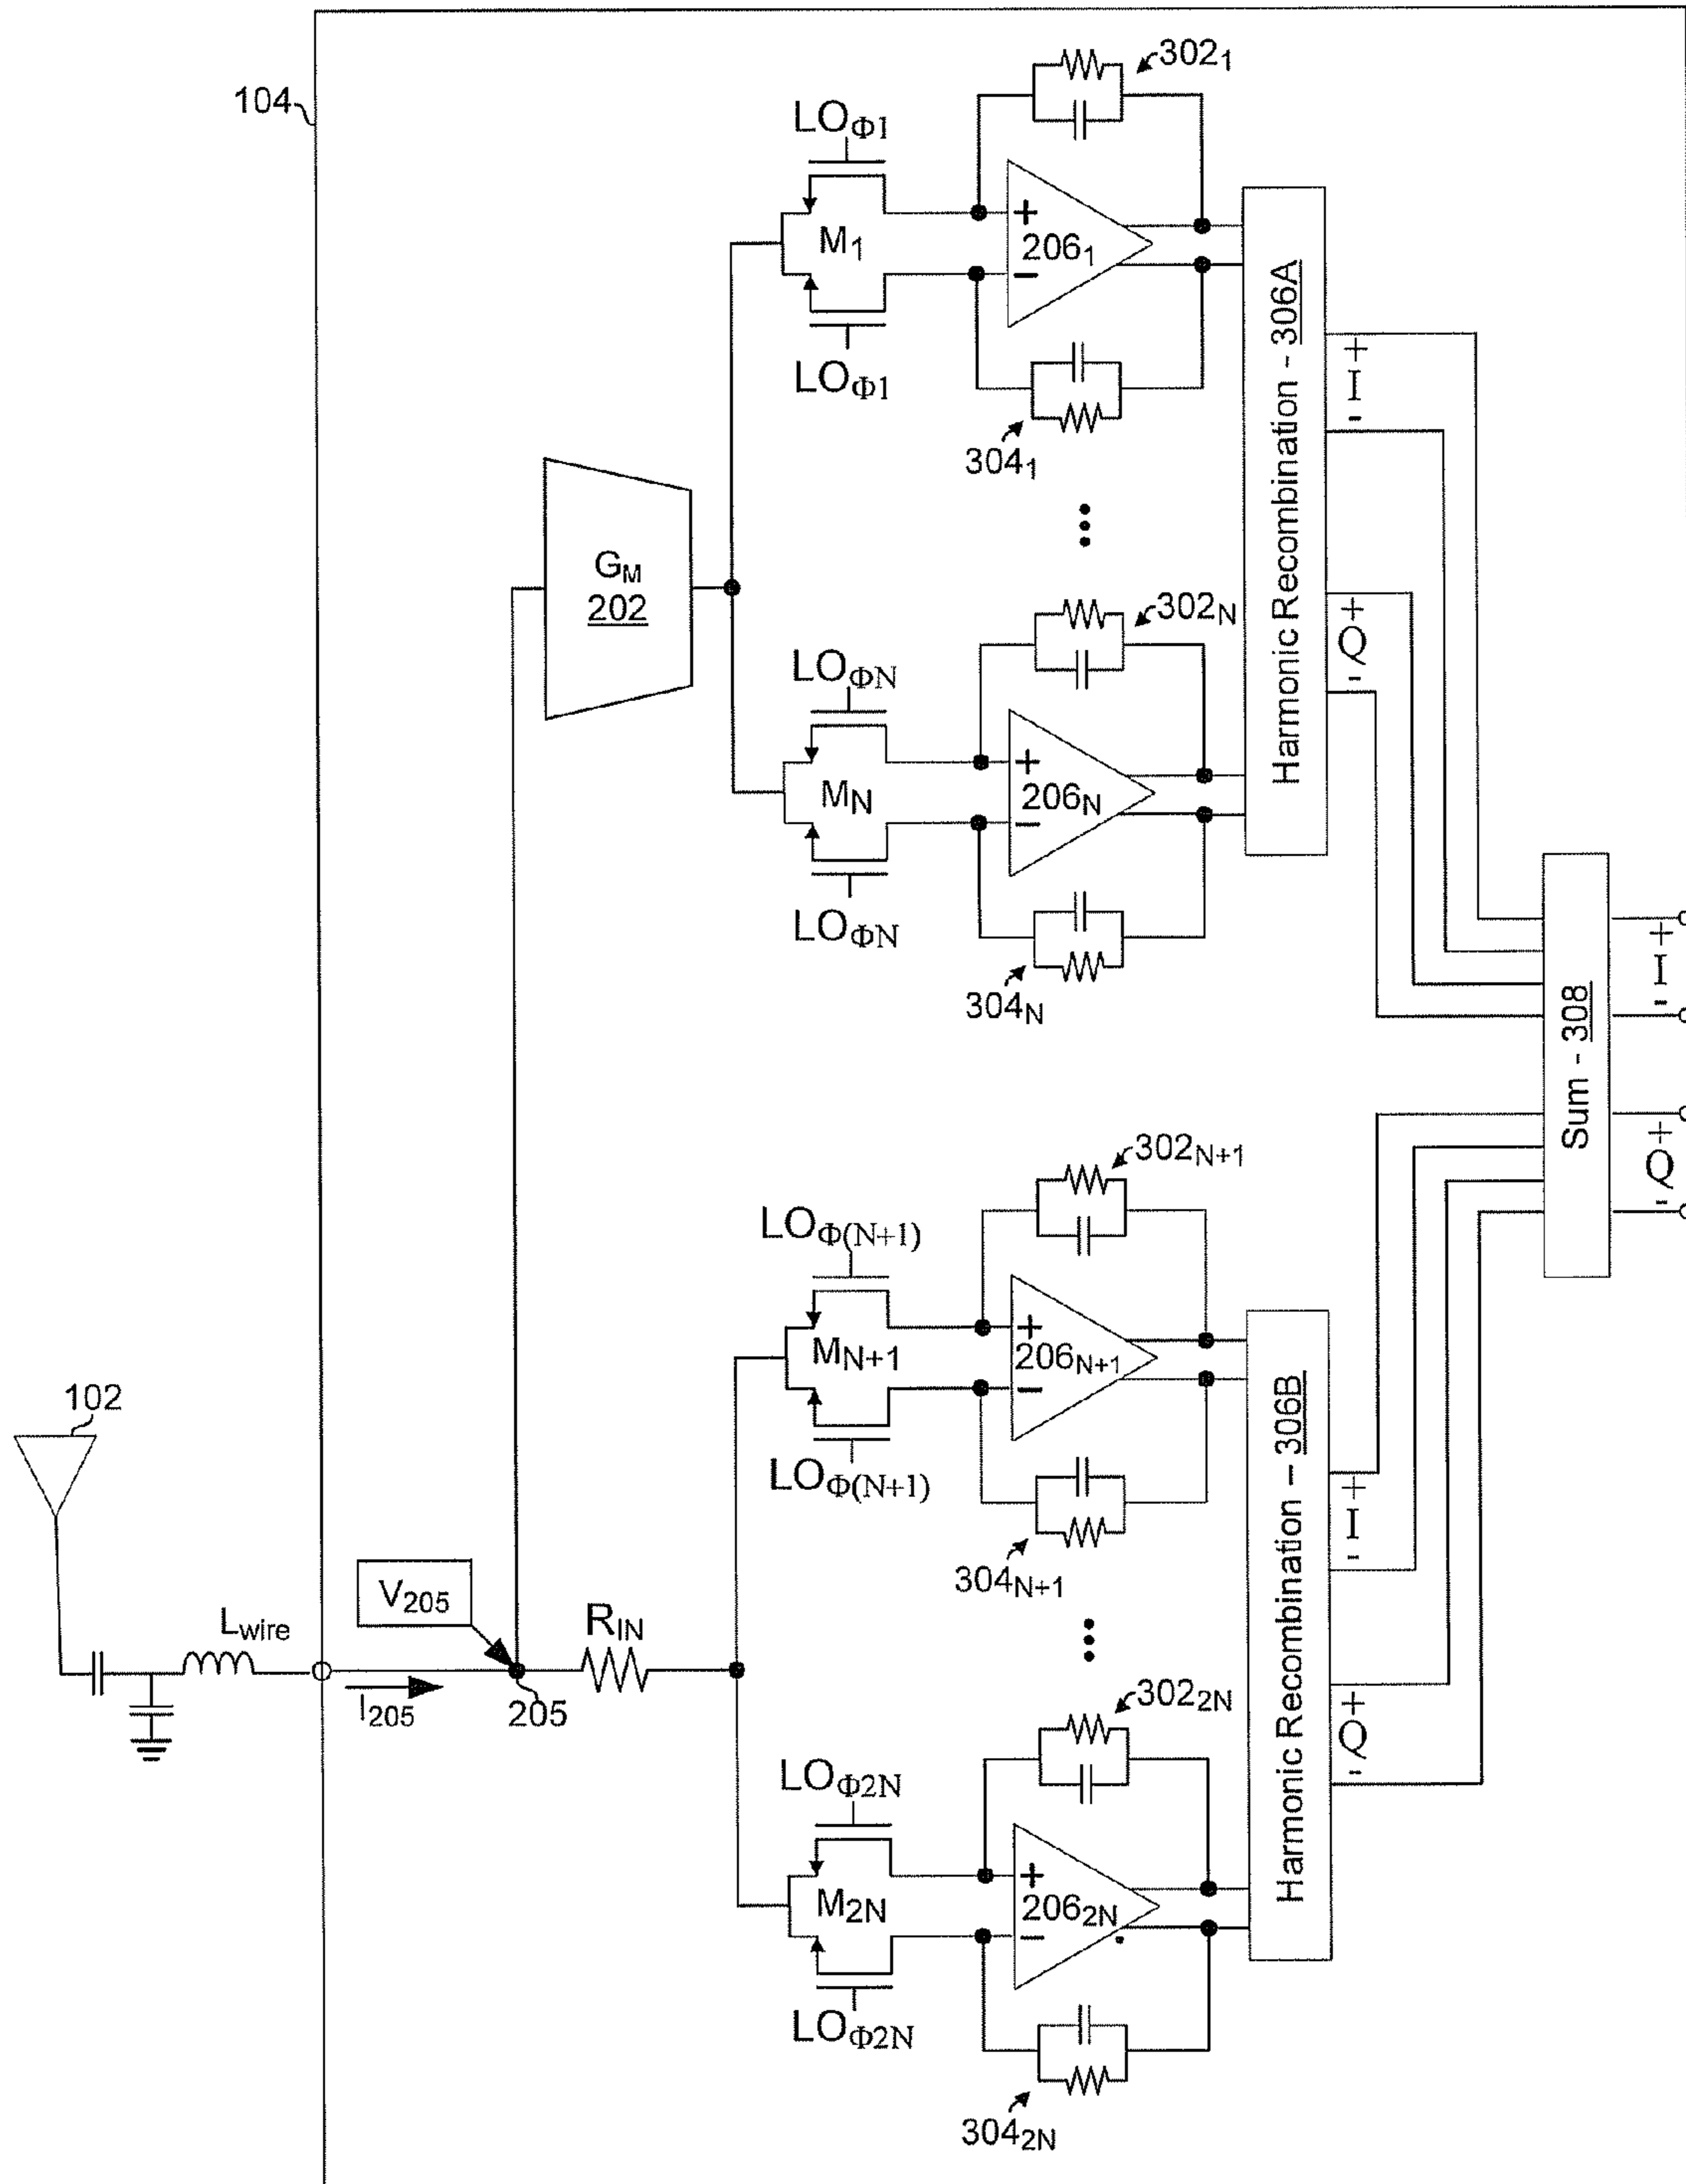 104
LOΦ1
302₁
M₁
+
206₁
−
LOΦ1
304₁
Harmonic Recombination - 306A
+
I
-
+
Q
-
G_M
202
LOΦN
302_N
M_N
+
206_N
−
LOΦN
304_N
Sum - 308
+
I
-
+
Q
-
LOΦ(N+1)
302_N+1
M_N+1
+
206_N+1
−
LOΦ(N+1)
304_N+1
Harmonic Recombination – 306B
+
I
-
+
Q
-
102
V₂₀₅
L_wire
R_IN
I₂₀₅
205
LOΦ2N
302_2N
M_2N
+
206_2N
−
LOΦ2N
304_2N